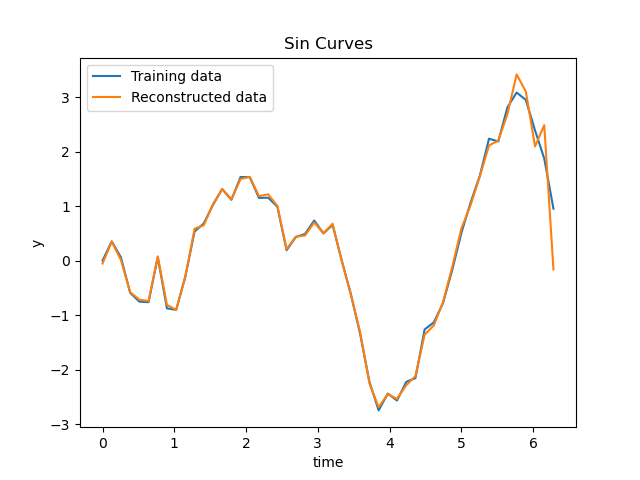 Sin Curves
Training data
Reconstructed data
3
2
1
0
−1
−2
−3
y
0 1 2 3 4 5 6
time